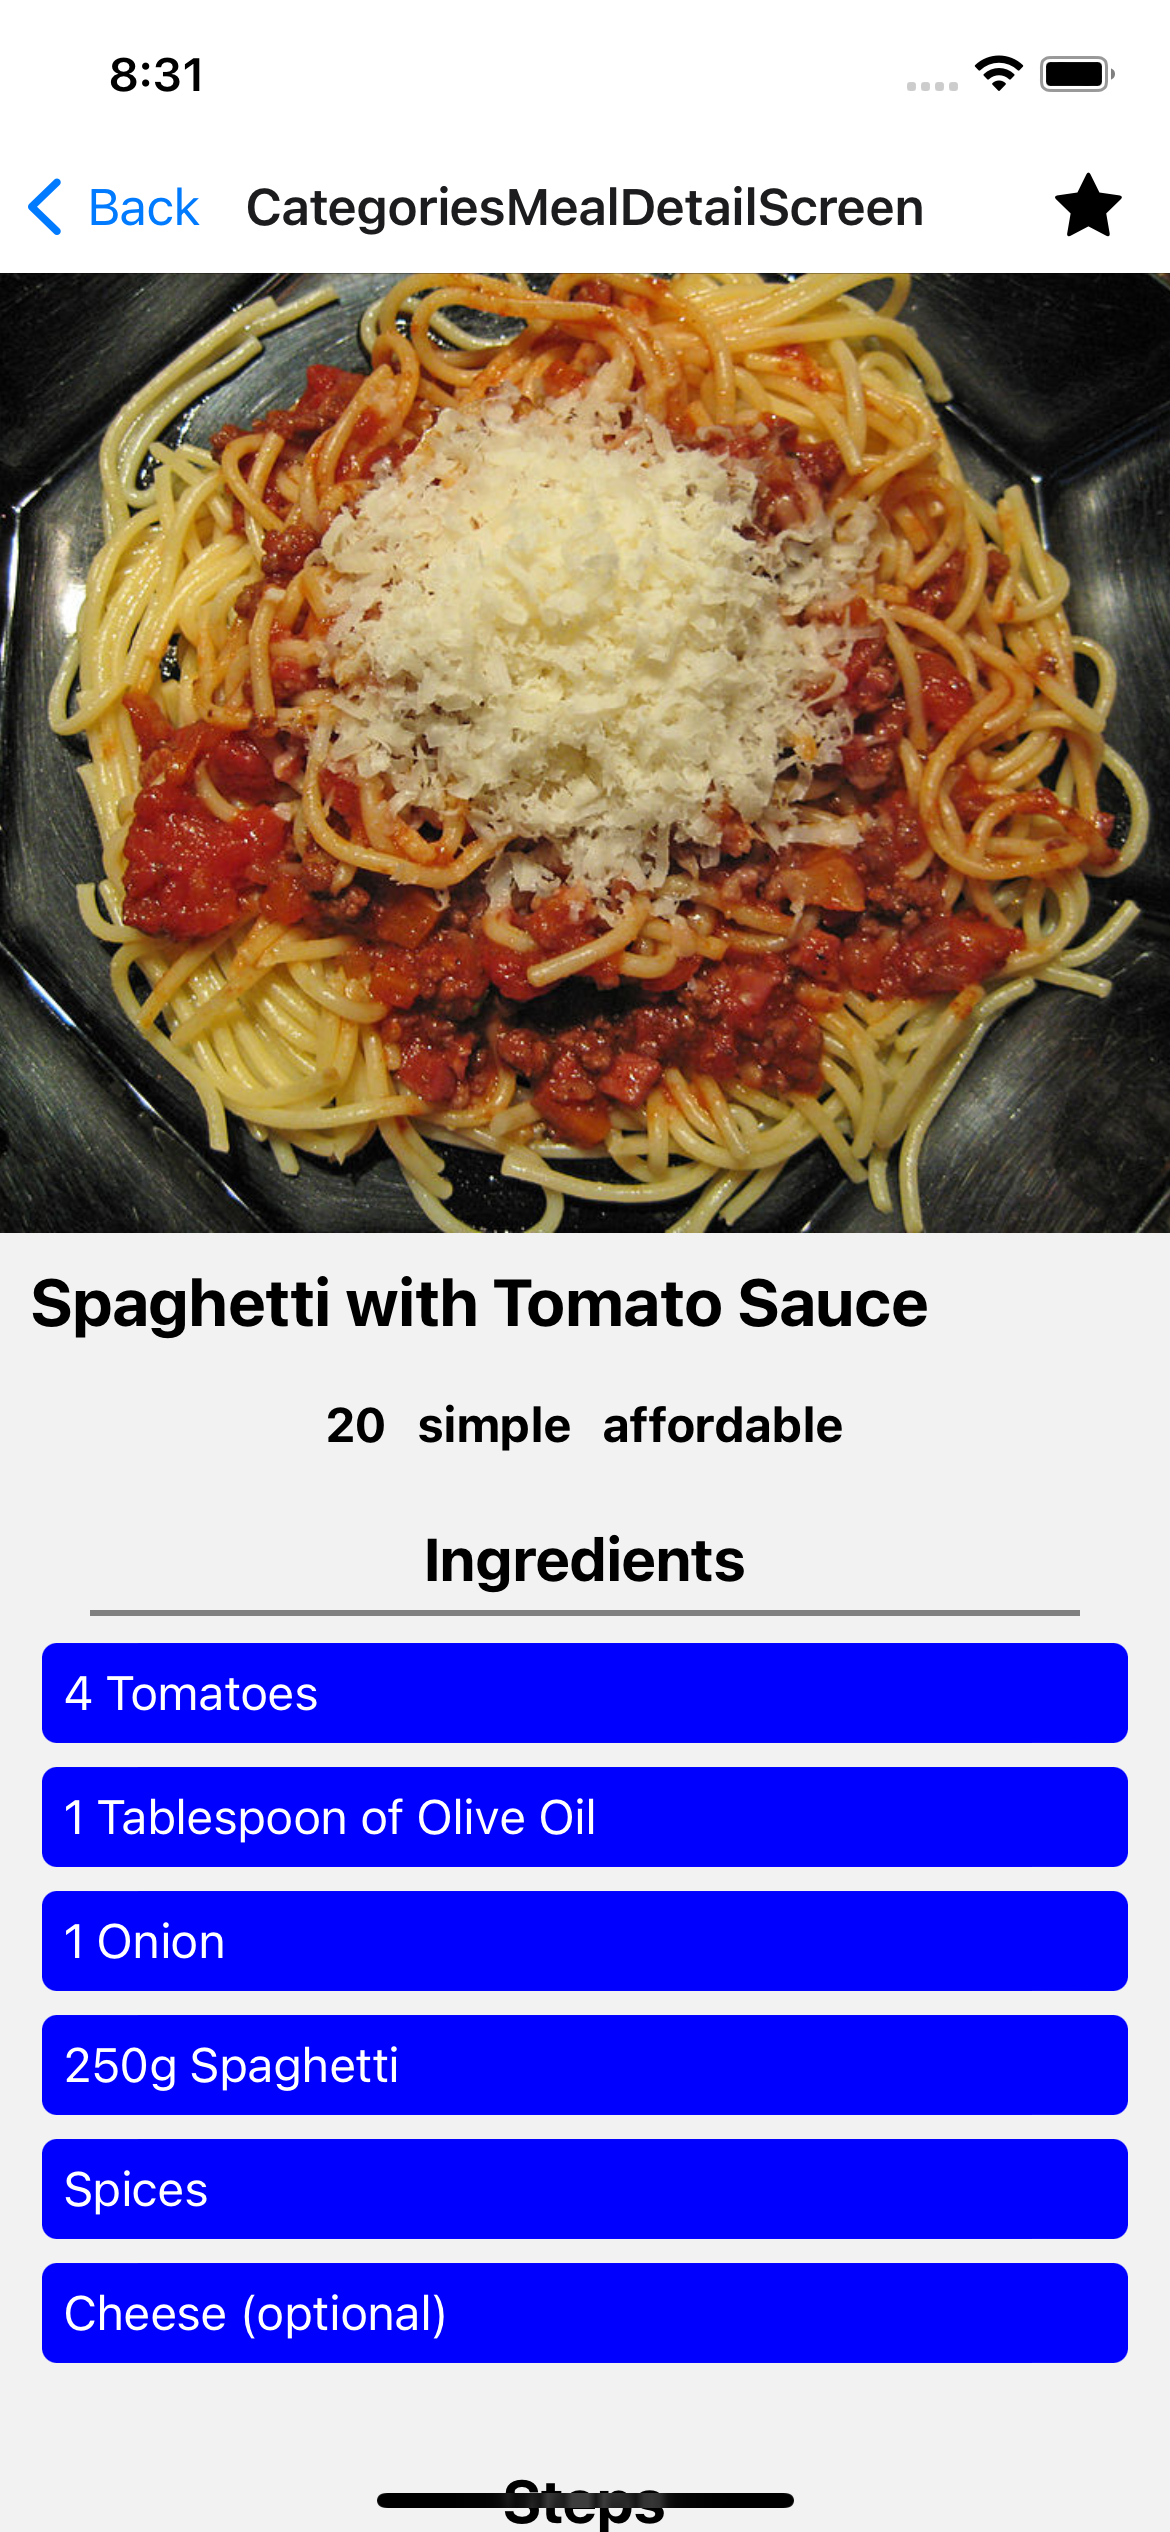 8:31
Back CategoriesMealDetailScreen
Spaghetti with Tomato Sauce
20 simple affordable
Ingredients
4 Tomatoes
1 Tablespoon of Olive Oil
1 Onion
250g Spaghetti
Spices
Cheese (optional)
Steps